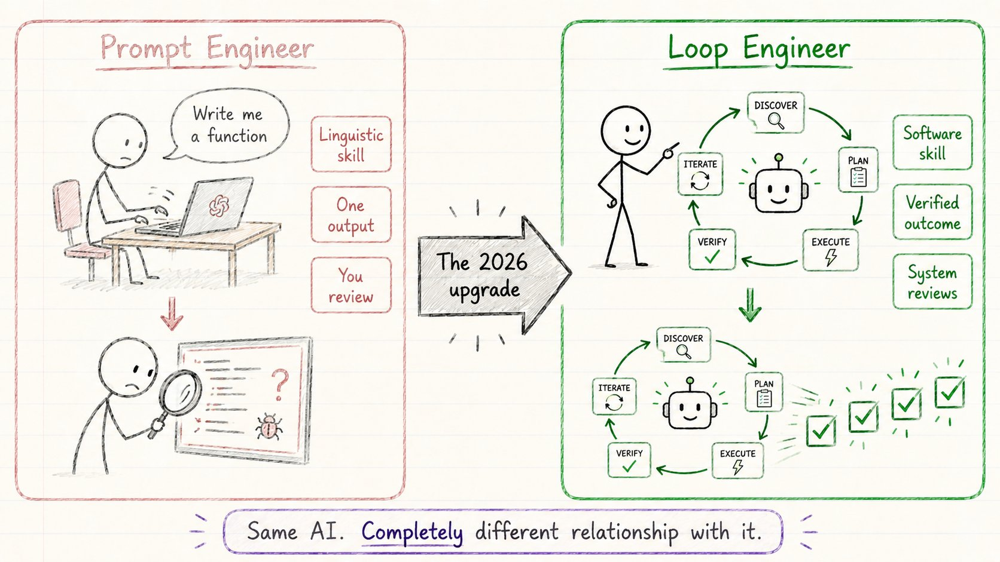 Prompt Engineer
Write me
a function
Linguistic
skill
One
output
You
review
?
The 2026
upgrade
Loop Engineer
DISCOVER
PLAN
EXECUTE
VERIFY
ITERATE
Software
skill
Verified
outcome
System
reviews
DISCOVER
PLAN
EXECUTE
VERIFY
ITERATE
Same AI. Completely different relationship with it.